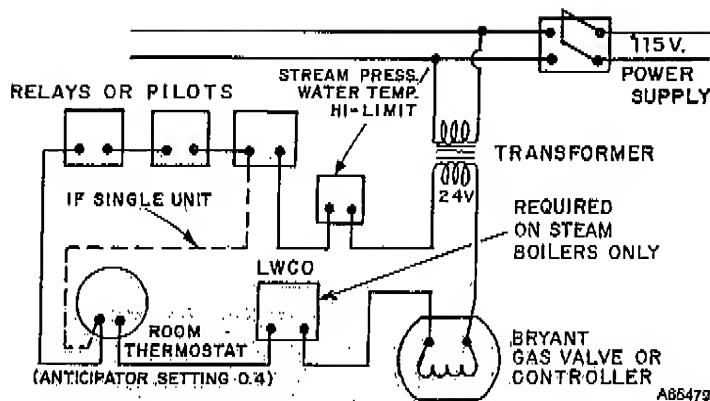 115 V.
POWER
SUPPLY
STREAM PRESS.
WATER TEMP.
HI-LIMIT
RELAYS OR PILOTS
TRANSFORMER
24V
IF SINGLE UNIT
REQUIRED
ON STEAM
BOILERS ONLY
LWCO
ROOM
THERMOSTAT
(ANTICIPATOR SETTING 0.4)
BRYANT
GAS VALVE OR
CONTROLLER
A66479